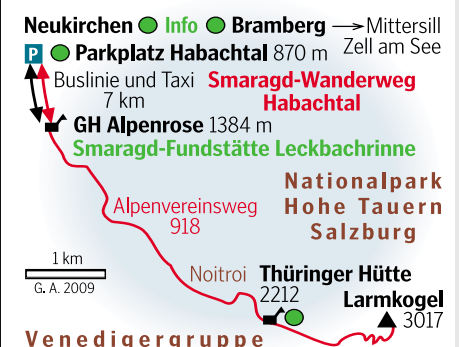 Neukirchen Info Bramberg Mittersill
Zell am See
P Parkplatz Habachtal 870 m
Buslinie und Taxi
7 km
Smaragd-Wanderweg
Habachtal
GH Alpenrose 1384 m
Smaragd-Fundstätte Leckbachrinne
Nationalpark
Hohe Tauern
Salzburg
Alpenvereinsweg
918
1 km
G. A. 2009
Noitroi
Thüringer Hütte
2212
Larmkogel
3017
Venedigergruppe